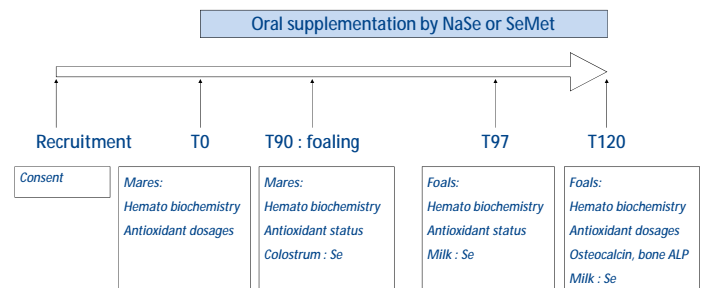 Oral supplementation by NaSe or SeMet
Recruitment
T0
T90 : foaling
T97
T120
Consent
Mares:
Hemato biochemistry
Antioxidant dosages
Mares:
Hemato biochemistry
Antioxidant status
Colostrum : Se
Foals:
Hemato biochemistry
Antioxidant status
Milk : Se
Foals:
Hemato biochemistry
Antioxidant dosages
Osteocalcin, bone ALP
Milk : Se